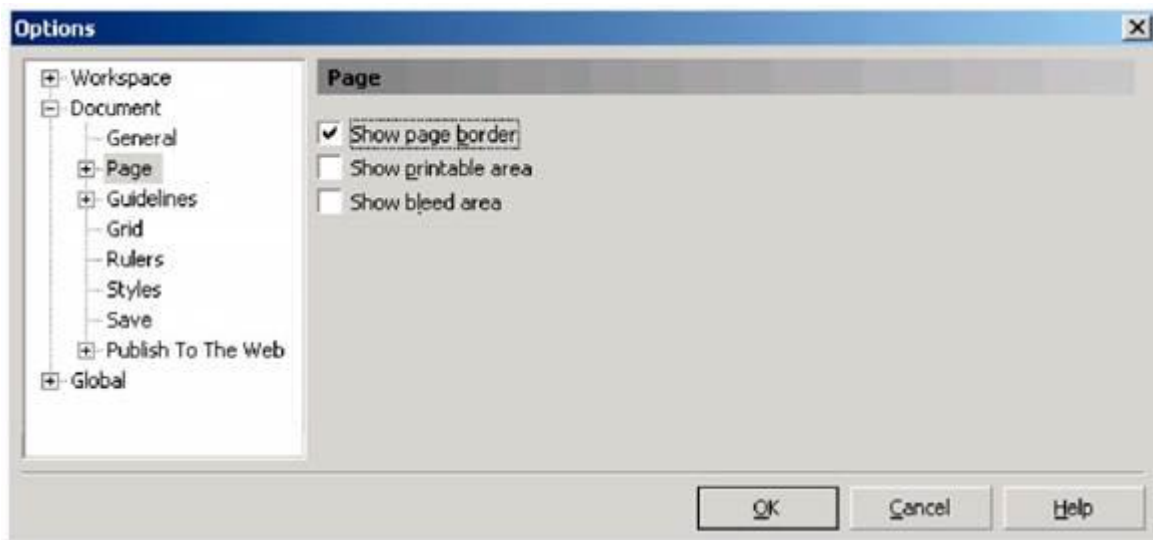 Options
Workspace
Document
General
Page
Guidelines
Grid
Rulers
Styles
Save
Publish To The Web
Global
Page
Show page border
Show printable area
Show bleed area
OK
Cancel
Help